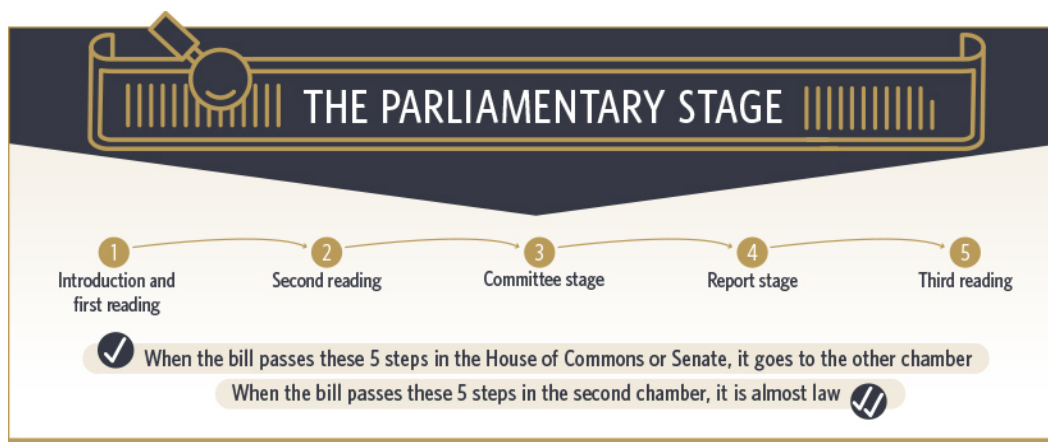 THE PARLIAMENTARY STAGE
1
Introduction and
first reading
2
Second reading
3
Committee stage
4
Report stage
5
Third reading
When the bill passes these 5 steps in the House of Commons or Senate, it goes to the other chamber
When the bill passes these 5 steps in the second chamber, it is almost law